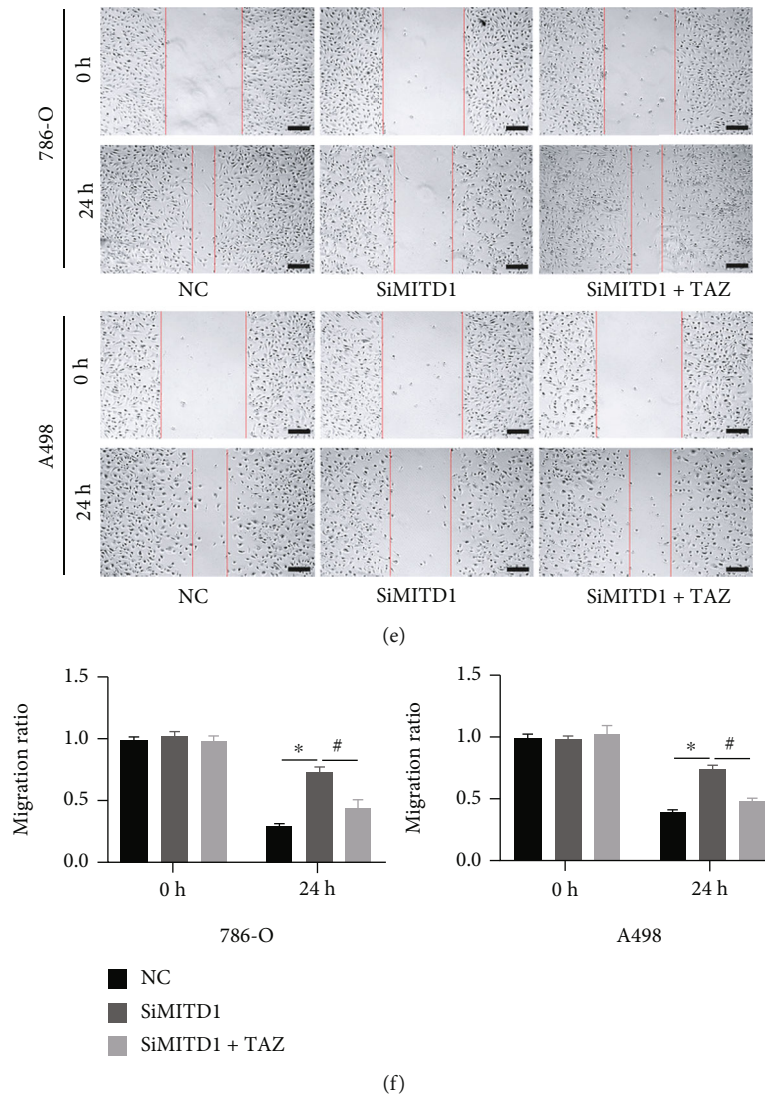 786-O
0 h
24 h
NC
SiMITD1
SiMITD1 + TAZ
A498
0 h
24 h
NC
SiMITD1
SiMITD1 + TAZ
(e)
Migration ratio
1.5
1.0
0.5
0.0
*
#
0 h
24 h
786-O
Migration ratio
1.5
1.0
0.5
0.0
*
#
0 h
24 h
A498
NC
SiMITD1
SiMITD1 + TAZ
(f)